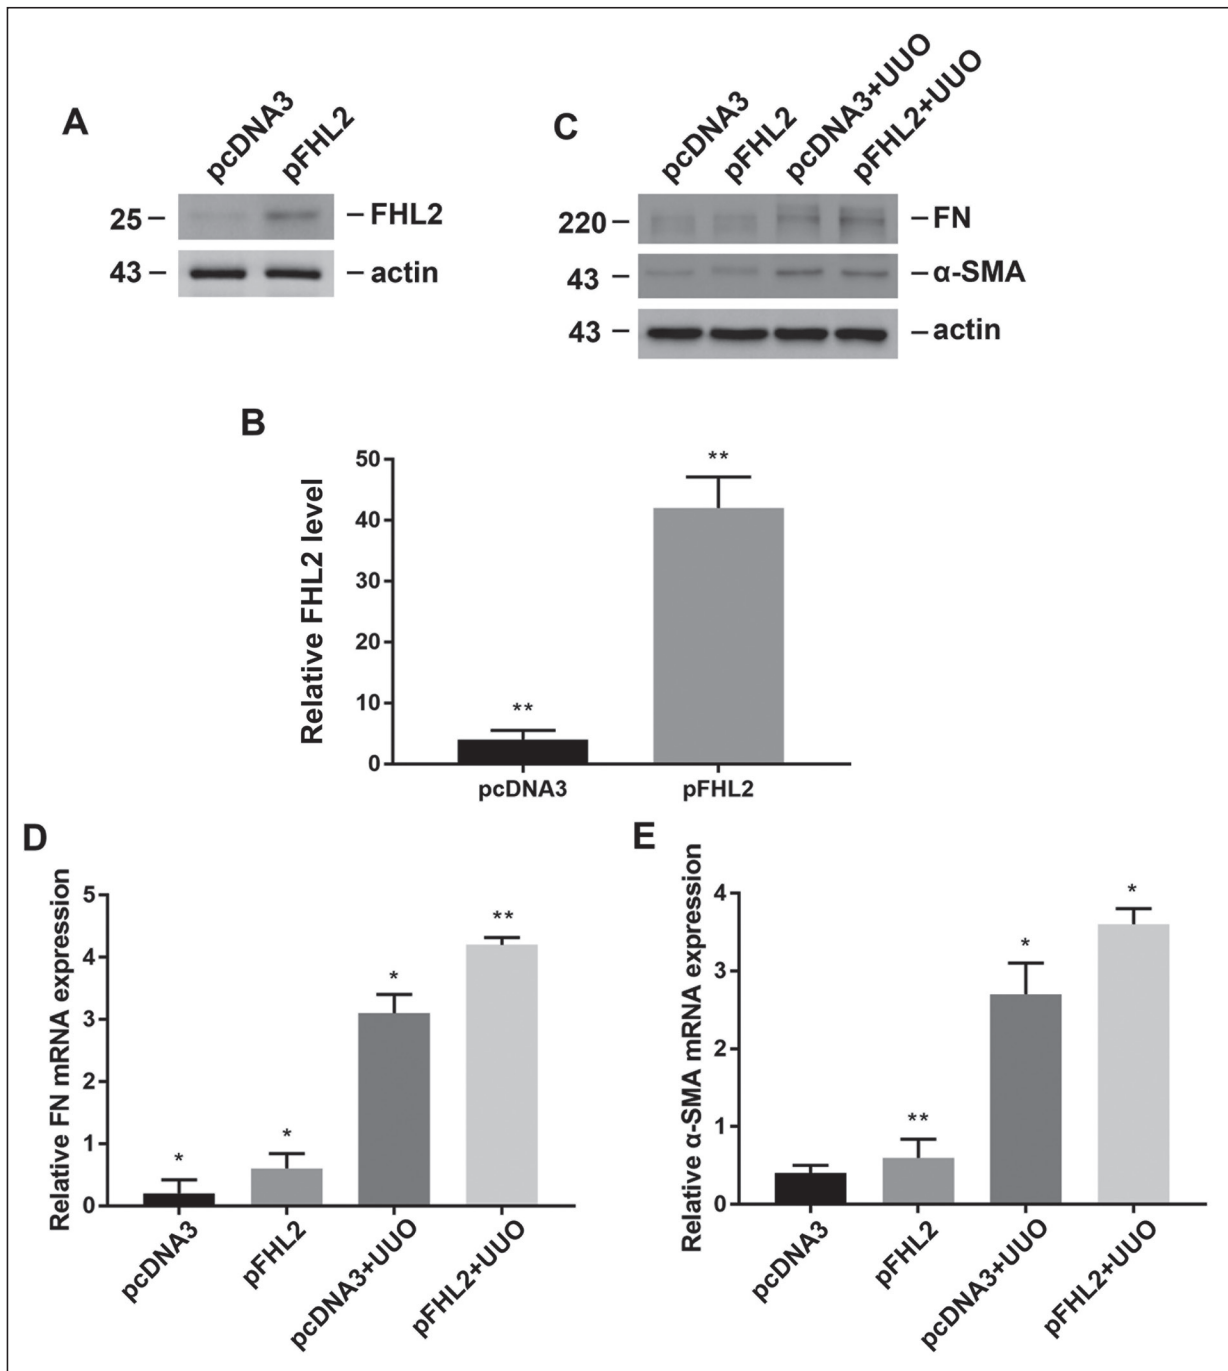 A
pcDNA3
pFHL2
25
FHL2
43
actin
C
pcDNA3
pFHL2
pcDNA3+UUO
pFHL2+UUO
220
FN
43
α-SMA
43
actin
B
Relative FHL2 level
50
40
30
20
10
0
**
**
pcDNA3
pFHL2
D
Relative FN mRNA expression
5
4
3
2
1
0
*
*
*
**
pcDNA3
pFHL2
pcDNA3+UUO
pFHL2+UUO
E
Relative α-SMA mRNA expression
4
3
2
1
0
**
*
*
pcDNA3
pFHL2
pcDNA3+UUO
pFHL2+UUO